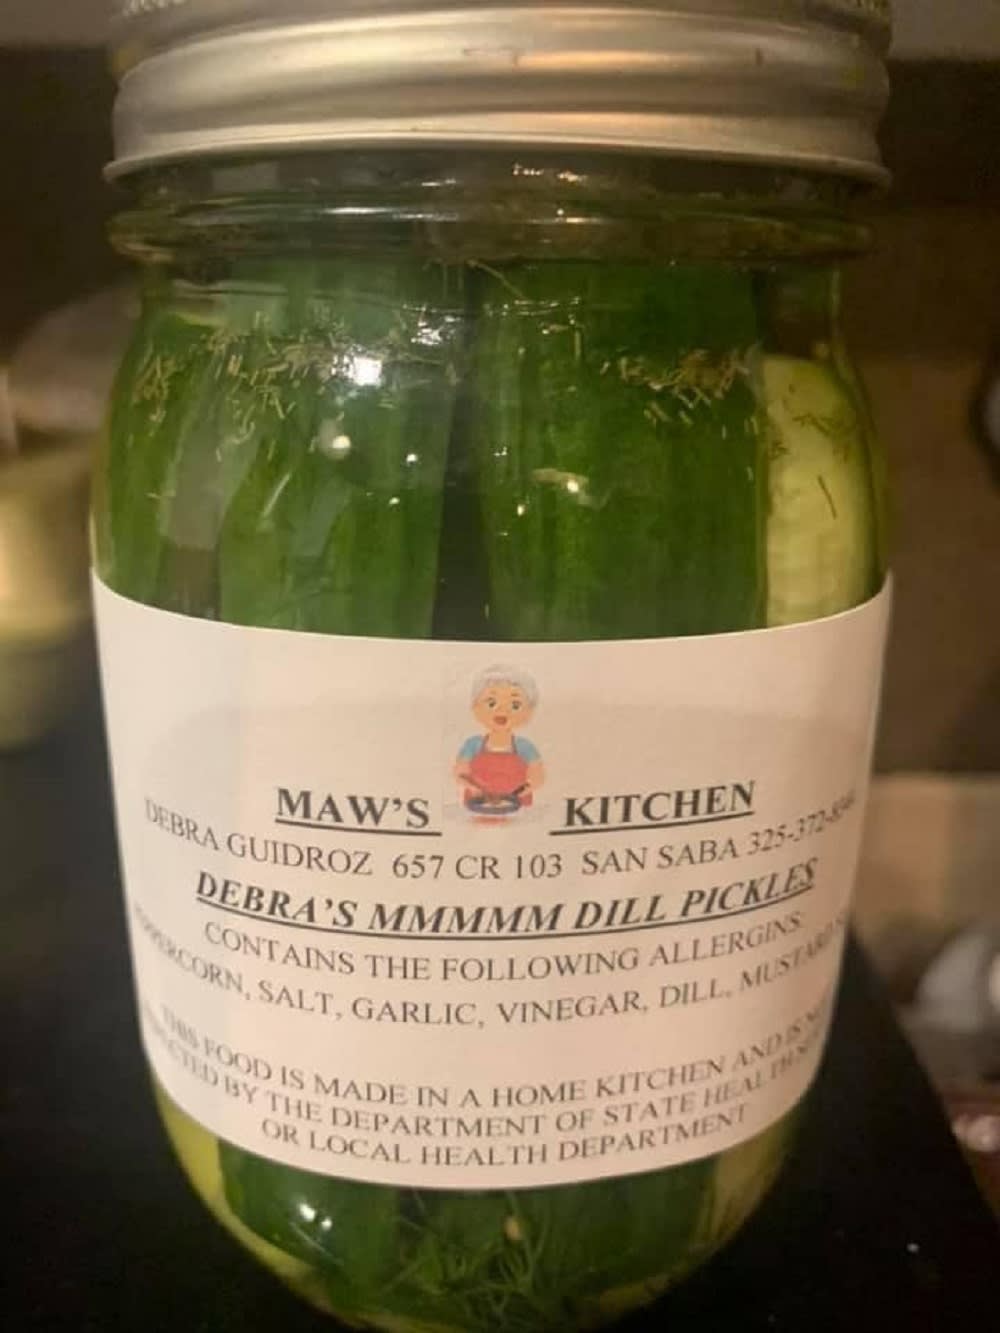 MAW'S KITCHEN
DEBRA GUIDROZ 657 CR 103 SAN SABA
DEBRA'S MMMMM DILL PICKLES
CONTAINS THE FOLLOWING ALLERGINS:
SALT, GARLIC, VINEGAR, DILL,
THIS FOOD IS MADE IN A HOME KITCHEN AND IS
BY THE DEPARTMENT OF STATE HEALTH
OR LOCAL HEALTH DEPARTMENT